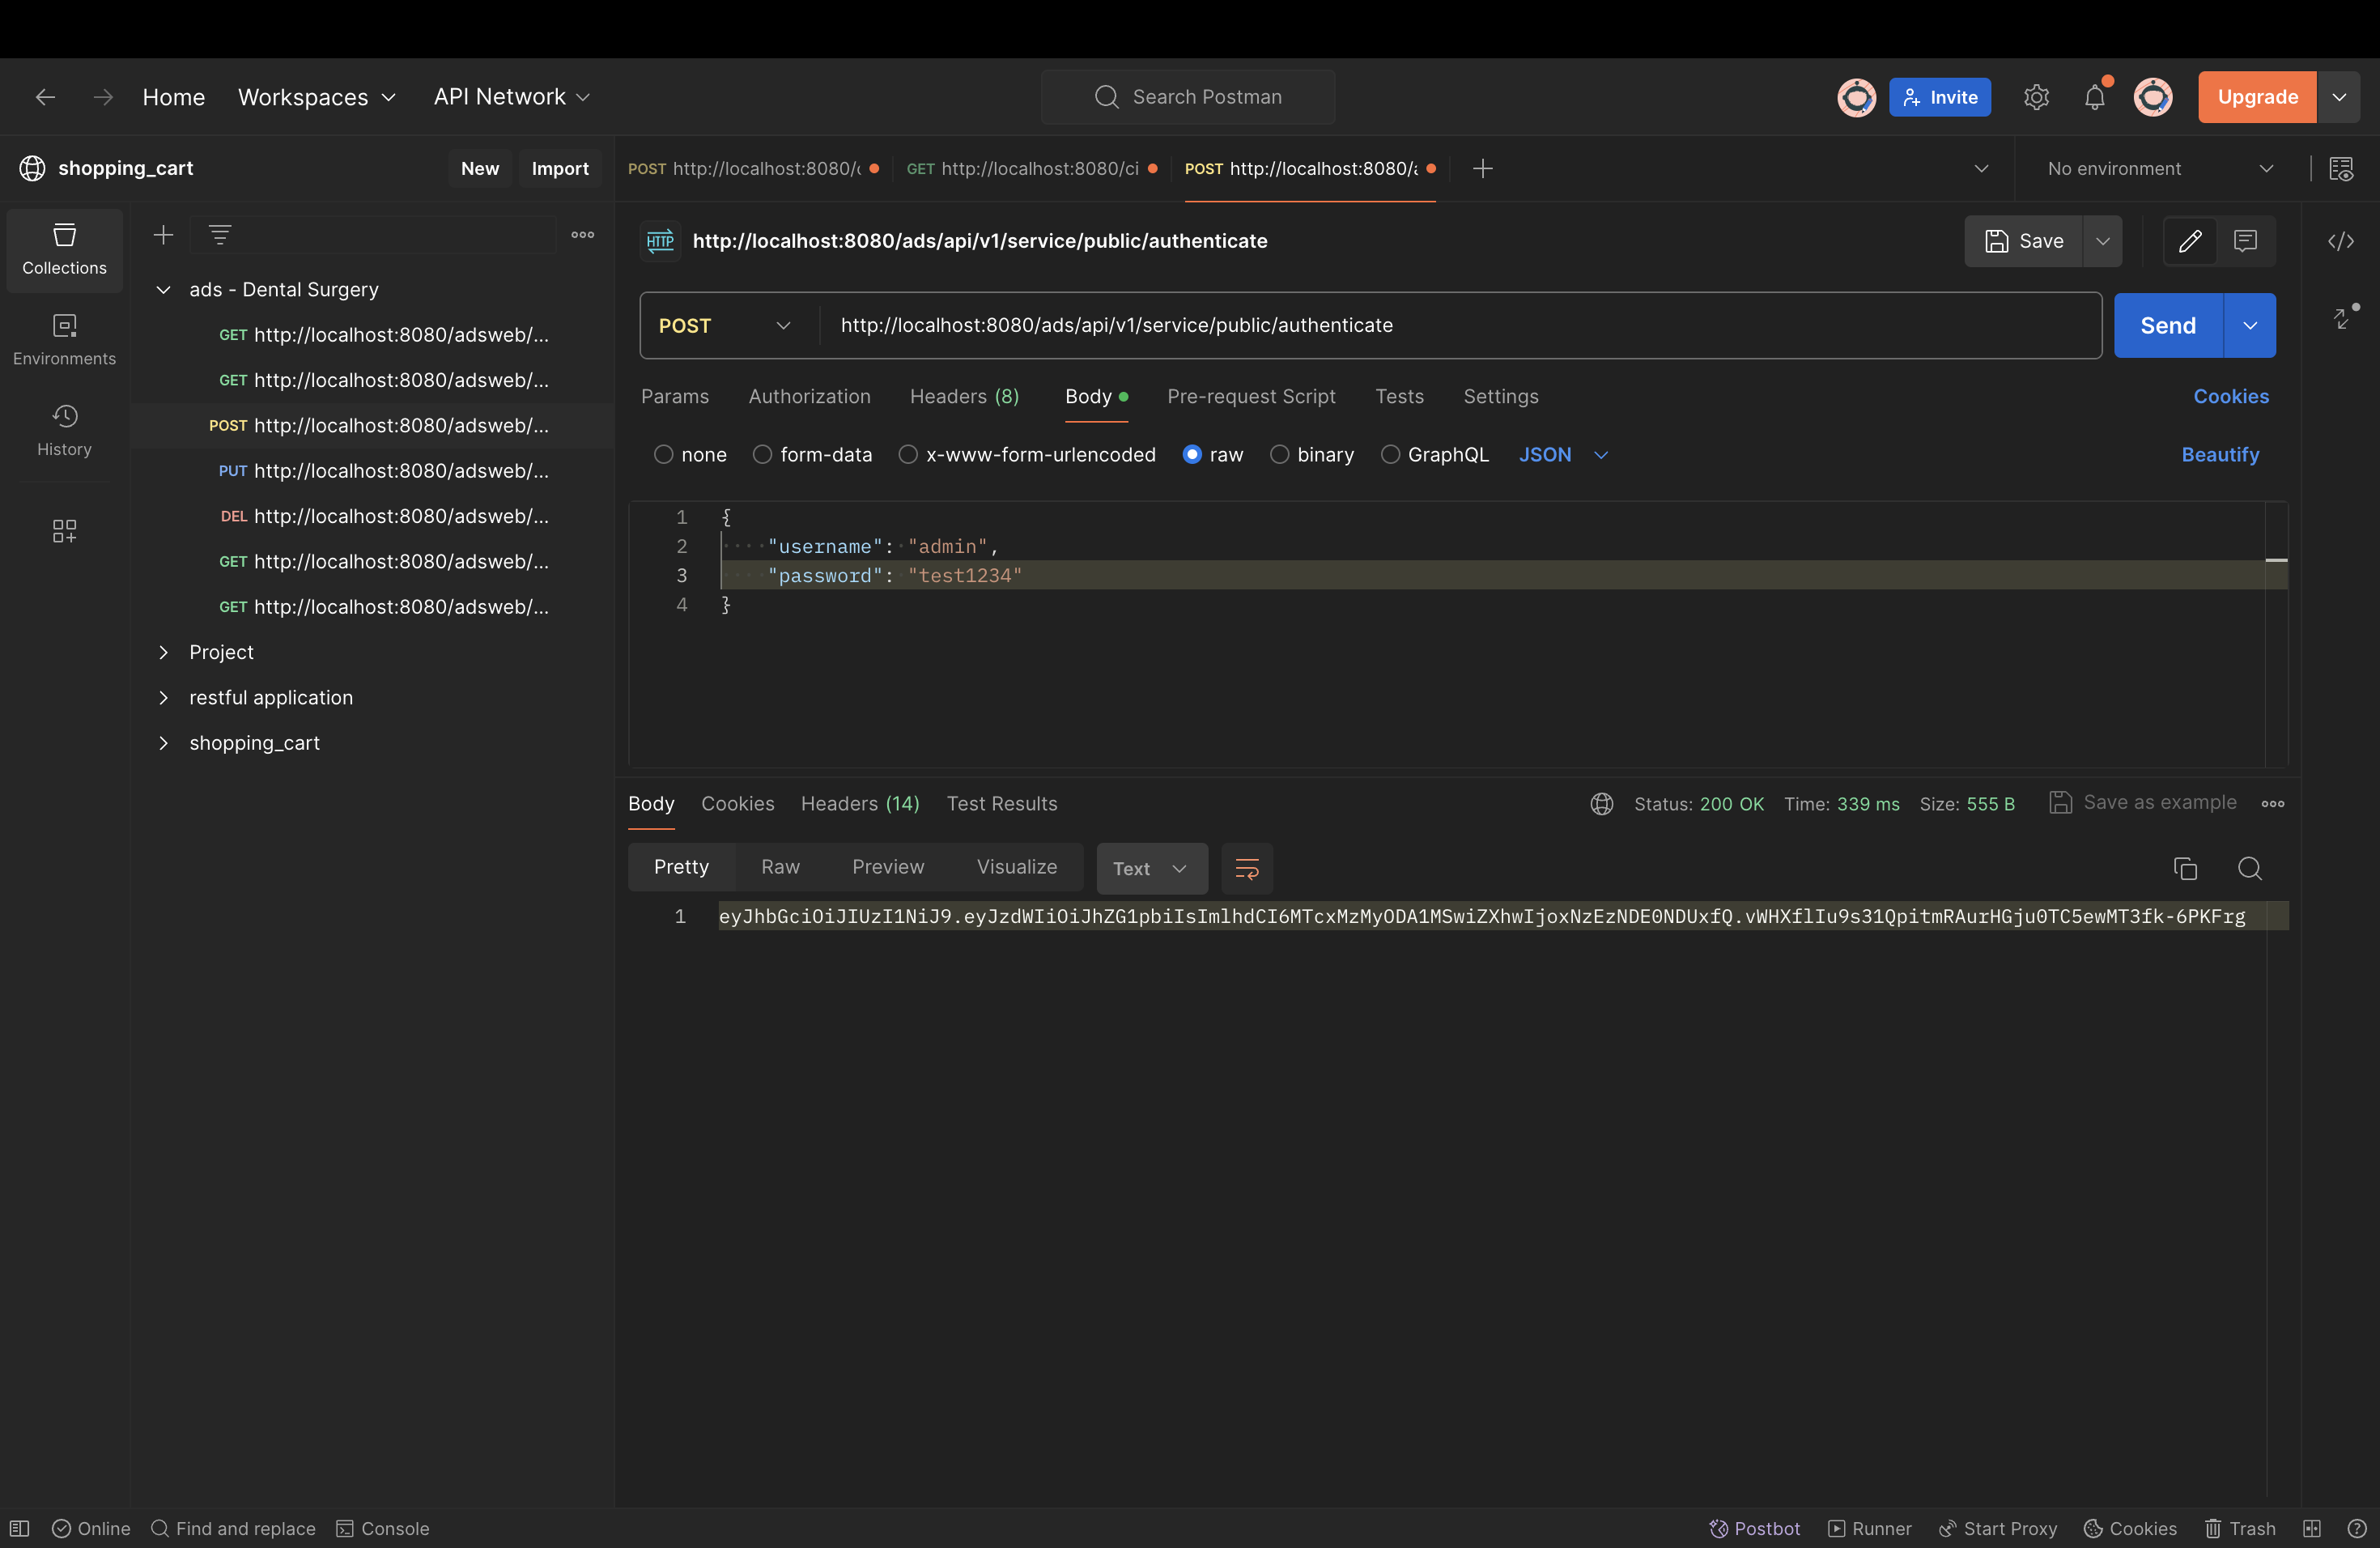 Home Workspaces API Network Search Postman Invite Upgrade
shopping_cart New Import
POST http://localhost:8080/ GET http://localhost:8080/ci POST http://localhost:8080/a No environment
Collections
Environments
History
ads - Dental Surgery
GET http://localhost:8080/adsweb/...
GET http://localhost:8080/adsweb/...
POST http://localhost:8080/adsweb/...
PUT http://localhost:8080/adsweb/...
DEL http://localhost:8080/adsweb/...
GET http://localhost:8080/adsweb/...
GET http://localhost:8080/adsweb/...
Project
restful application
shopping_cart
HTTP http://localhost:8080/ads/api/v1/service/public/authenticate Save
POST http://localhost:8080/ads/api/v1/service/public/authenticate Send
Params Authorization Headers (8) Body Pre-request Script Tests Settings Cookies
none form-data x-www-form-urlencoded raw binary GraphQL JSON Beautify
1 {
2 "username": "admin",
3 "password": "test1234"
4 }
Body Cookies Headers (14) Test Results Status: 200 OK Time: 339 ms Size: 555 B Save as example
Pretty Raw Preview Visualize Text
1 eyJhbGciOiJIUzI1NiJ9.eyJzdWIiOiJhZG1pbiIsImlhdCI6MTcxMzMyODA1MSwiZXhwIjoxNzEzNDE0NDUxfQ.vWHXflIu9s31QpitmRAurHGju0TC5ewMT3fk-6PKFrg
Online Find and replace Console Postbot Runner Start Proxy Cookies Trash